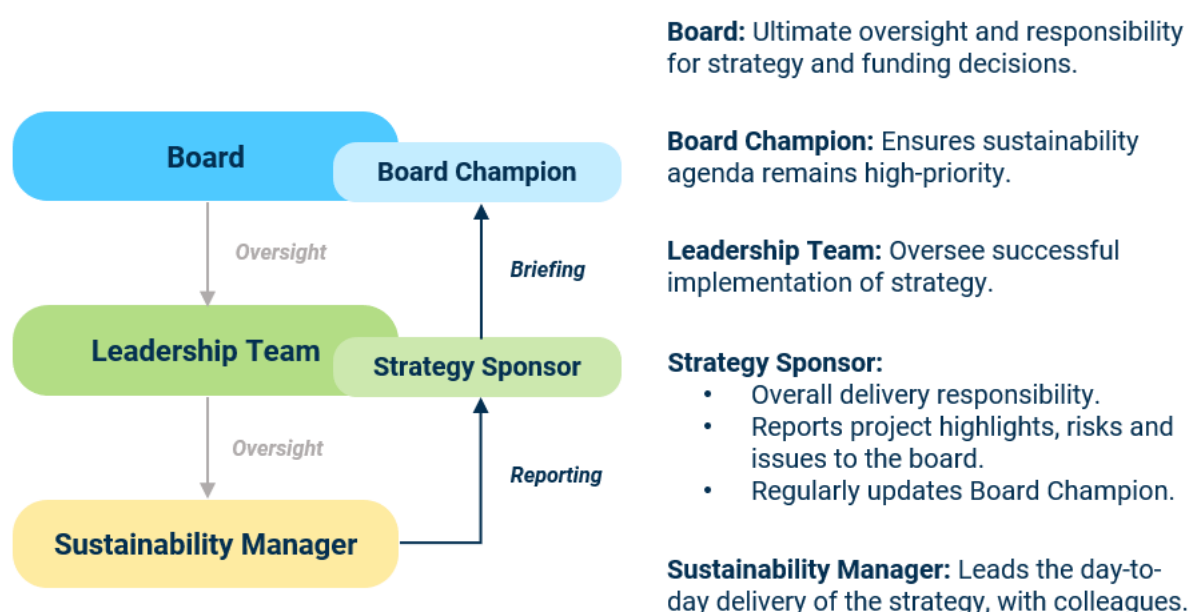 Board
Board Champion
Oversight
Briefing
Leadership Team
Strategy Sponsor
Oversight
Reporting
Sustainability Manager
Board: Ultimate oversight and responsibility
for strategy and funding decisions.
Board Champion: Ensures sustainability
agenda remains high-priority.
Leadership Team: Oversee successful
implementation of strategy.
Strategy Sponsor:
• Overall delivery responsibility.
• Reports project highlights, risks and
issues to the board.
• Regularly updates Board Champion.
Sustainability Manager: Leads the day-to-
day delivery of the strategy, with colleagues.